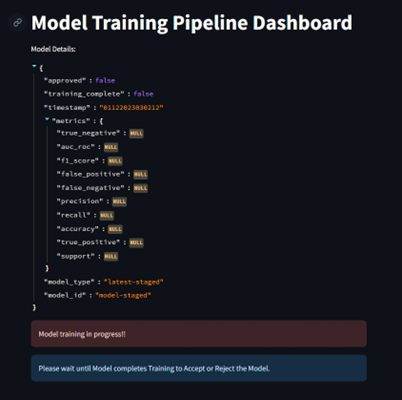 Model Training Pipeline Dashboard
Model Details:
{
"approved" : false
"training_complete" : false
"timestamp" : "01122023030212"
"metrics" : {
"true_negative" : NULL
"auc_roc" : NULL
"f1_score" : NULL
"false_positive" : NULL
"false_negative" : NULL
"precision" : NULL
"recall" : NULL
"accuracy" : NULL
"true_positive" : NULL
"support" : NULL
}
"model_type" : "latest-staged"
"model_id" : "model-staged"
}
Model training in progress!!
Please wait until Model completes Training to Accept or Reject the Model.